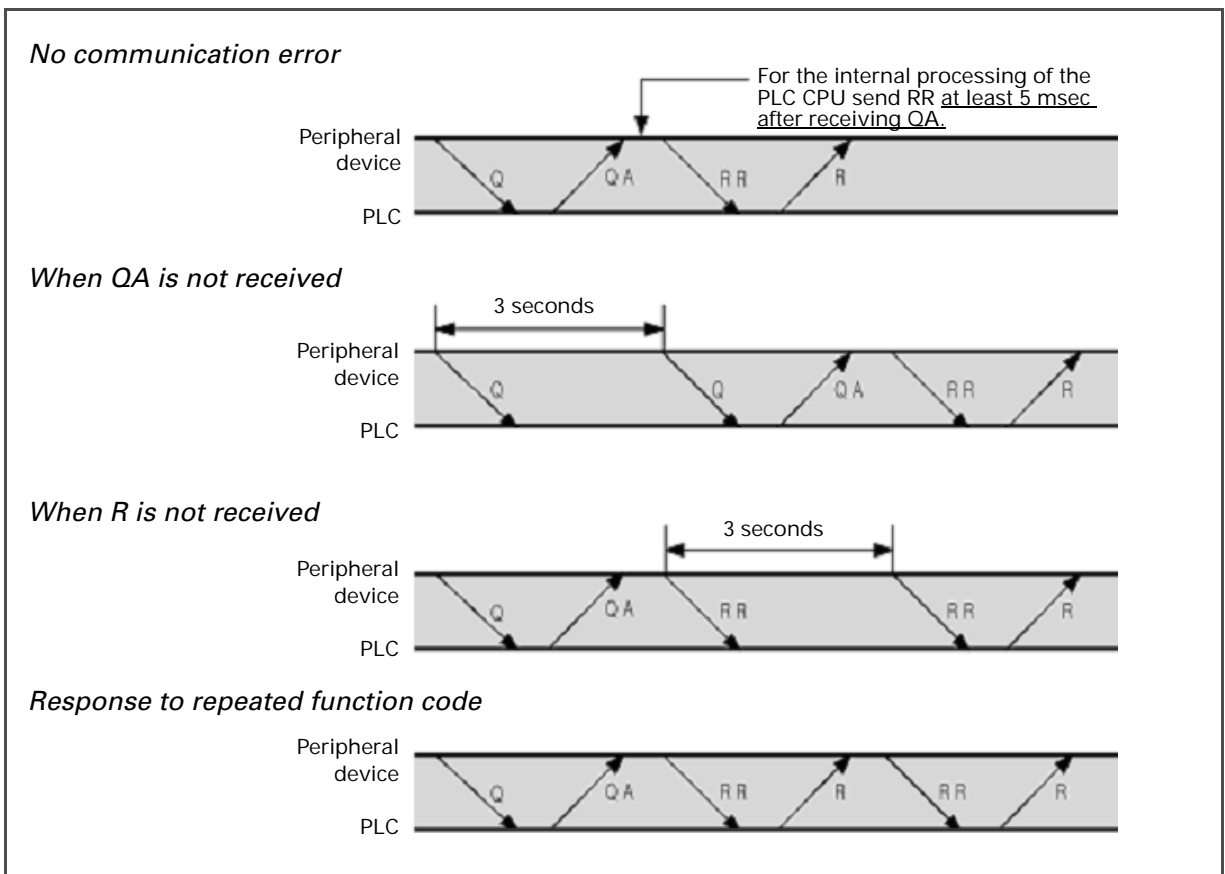 No communication error
For the internal processing of the
PLC CPU send RR at least 5 msec
after receiving QA.
Peripheral
device
Q QA RR R
PLC
When QA is not received
3 seconds
Peripheral
device
Q Q QA RR R
PLC
When R is not received
3 seconds
Peripheral
device
Q QA RR RR R
PLC
Response to repeated function code
Peripheral
device
Q QA RR R RR R
PLC